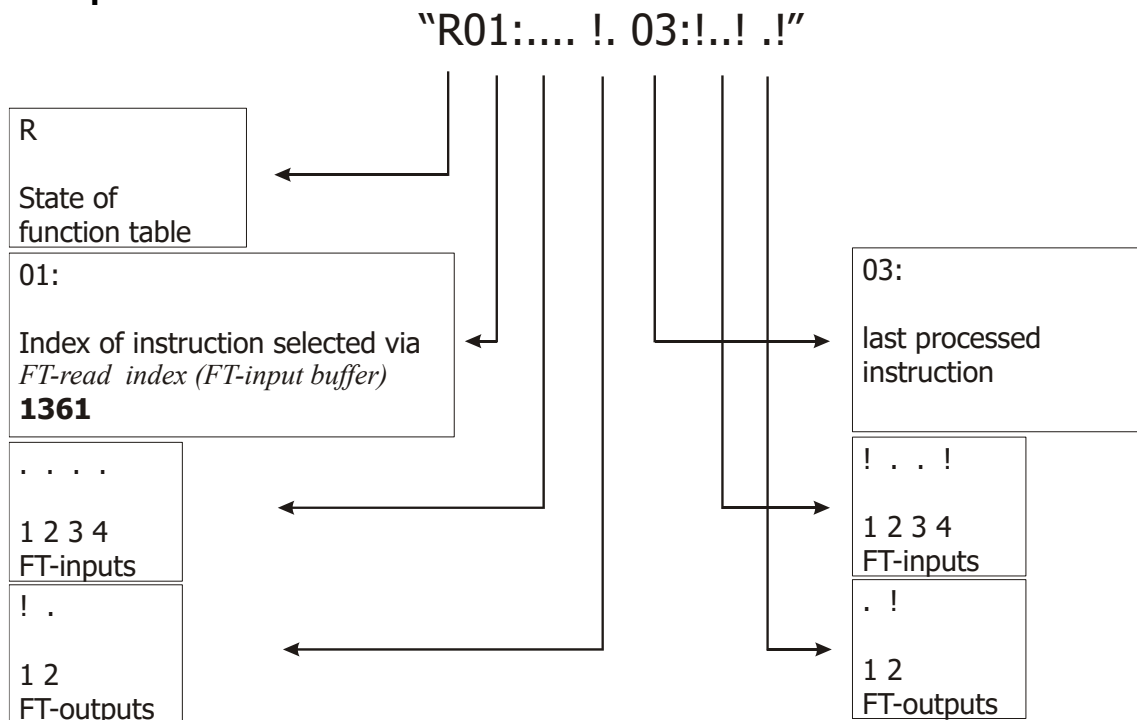 “R01:.... !. 03:!..! .!”
R
State of
function table
01:
Index of instruction selected via
FT-read index (FT-input buffer)
1361
. . . .
1 2 3 4
FT-inputs
! .
1 2
FT-outputs
03:
last processed
instruction
! . . !
1 2 3 4
FT-inputs
. !
1 2
FT-outputs